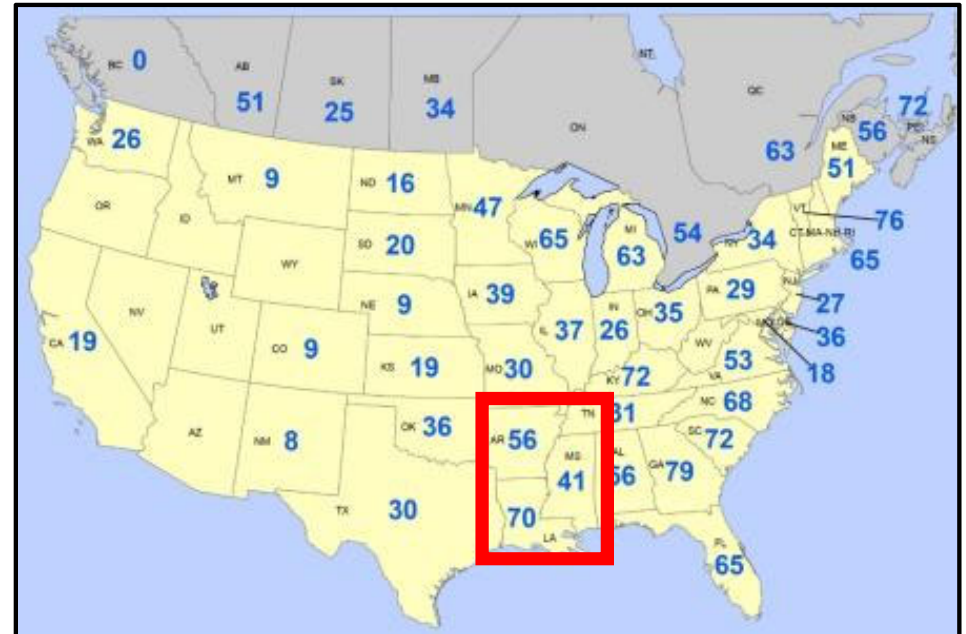 BC 0
AB
51
SK
25
MB
34
NT
ON
QC
63
72
NB
56
PE
NS
ME
51
WA 26
MT 9
ND 16
MN 47
OR
ID
SD 20
WI 65
MI
63
54
NY 34
VT
76
CT-MA-NH-RI
65
WY
NE 9
IA 39
PA 29
NJ
27
36
18
NV
UT
CA 19
CO 9
KS 19
MO 30
IL
37
IN
26
OH 35
WV
53
VA
KY 72
TN
NC 68
AZ
NM 8
OK 36
AR 56
MS
41
AL
GA 79
SC
72
TX 30
70
LA
FL
65